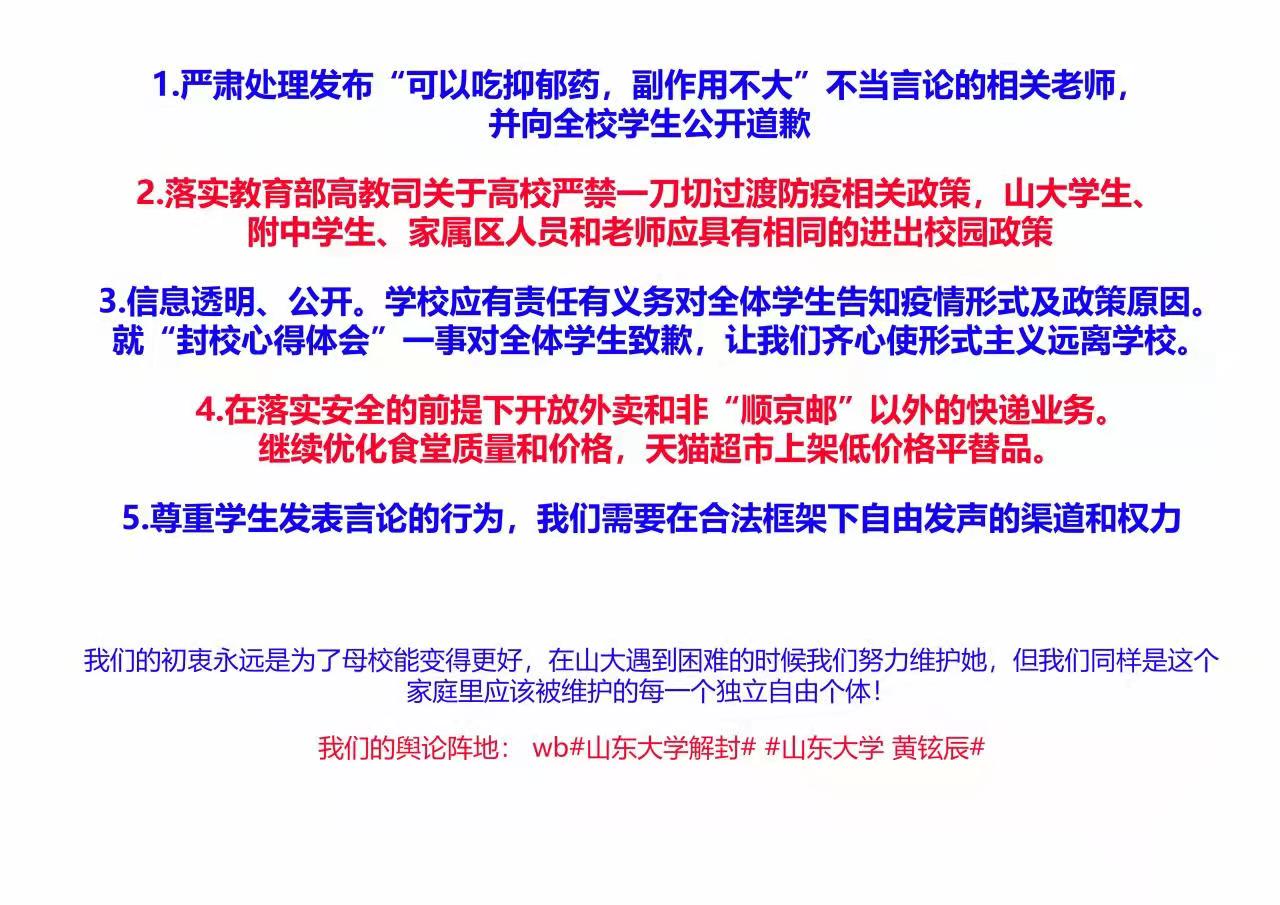 1.严肃处理发布“可以吃抑郁药，副作用不大”不当言论的相关老师，
并向全校学生公开道歉
2.落实教育部高教司关于高校严禁一刀切过渡防疫相关政策，山大学生、
附中学生、家属区人员和老师应具有相同的进出校园政策
3.信息透明、公开。学校应有责任有义务对全体学生告知疫情形式及政策原因。
就“封校心得体会”一事对全体学生致歉，让我们齐心使形式主义远离学校。
4.在落实安全的前提下开放外卖和非“顺京邮”以外的快递业务。
继续优化食堂质量和价格，天猫超市上架低价格平替品。
5.尊重学生发表言论的行为，我们需要在合法框架下自由发声的渠道和权力
我们的初衷永远是为了母校能变得更好，在山大遇到困难的时候我们努力维护她，但我们同样是这个
家庭里应该被维护的每一个独立自由个体！
我们的舆论阵地： wb#山东大学解封# #山东大学 黄铉辰#